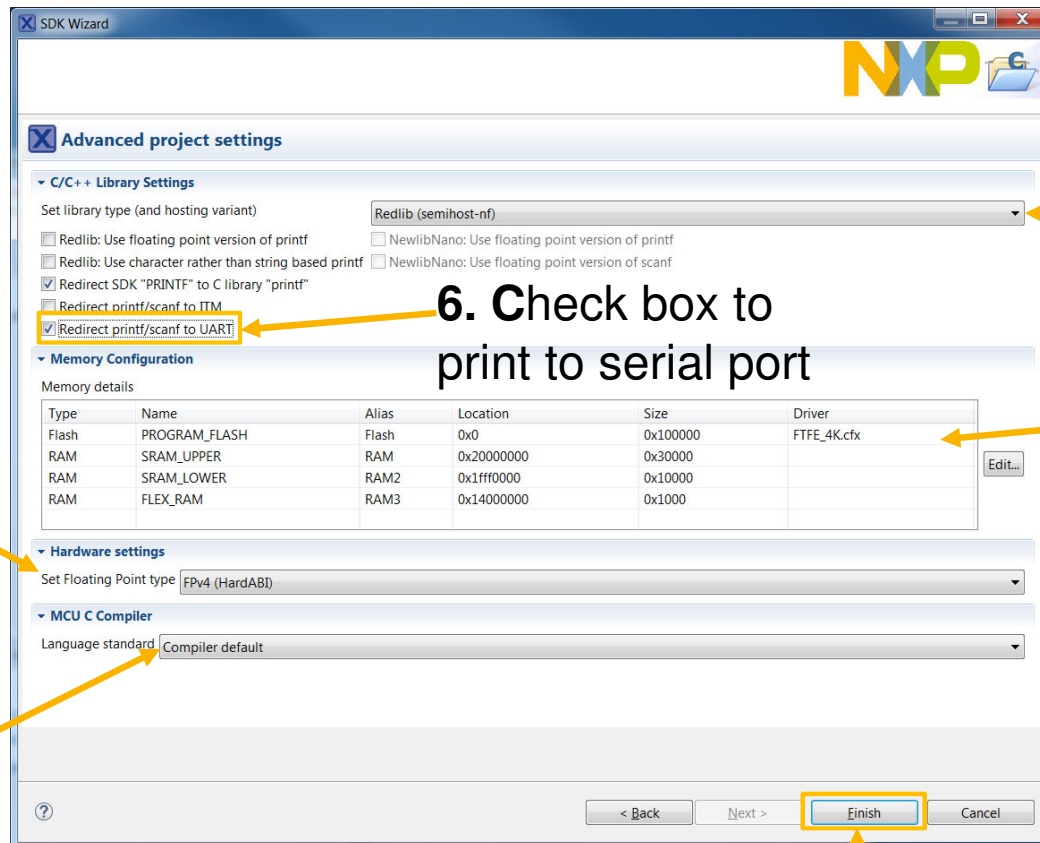 SDK Wizard
NXP
C
Advanced project settings
C/C++ Library Settings
Set library type (and hosting variant) Redlib (semihost-nf)
Redlib: Use floating point version of printf NewlibNano: Use floating point version of printf
Redlib: Use character rather than string based printf NewlibNano: Use floating point version of scanf
Redirect SDK "PRINTF" to C library "printf"
Redirect printf/scanf to ITM
Redirect printf/scanf to UART
6. Check box to
print to serial port
Memory Configuration
Memory details
Type Name Alias Location Size Driver
Flash PROGRAM_FLASH Flash 0x0 0x100000 FTFE_4K.cfx
RAM SRAM_UPPER RAM 0x20000000 0x30000
RAM SRAM_LOWER RAM2 0x1fff0000 0x10000
RAM FLEX_RAM RAM3 0x14000000 0x1000
Edit...
Hardware settings
Set Floating Point type FPv4 (HardABI)
MCU C Compiler
Language standard Compiler default
? < Back Next > Finish Cancel